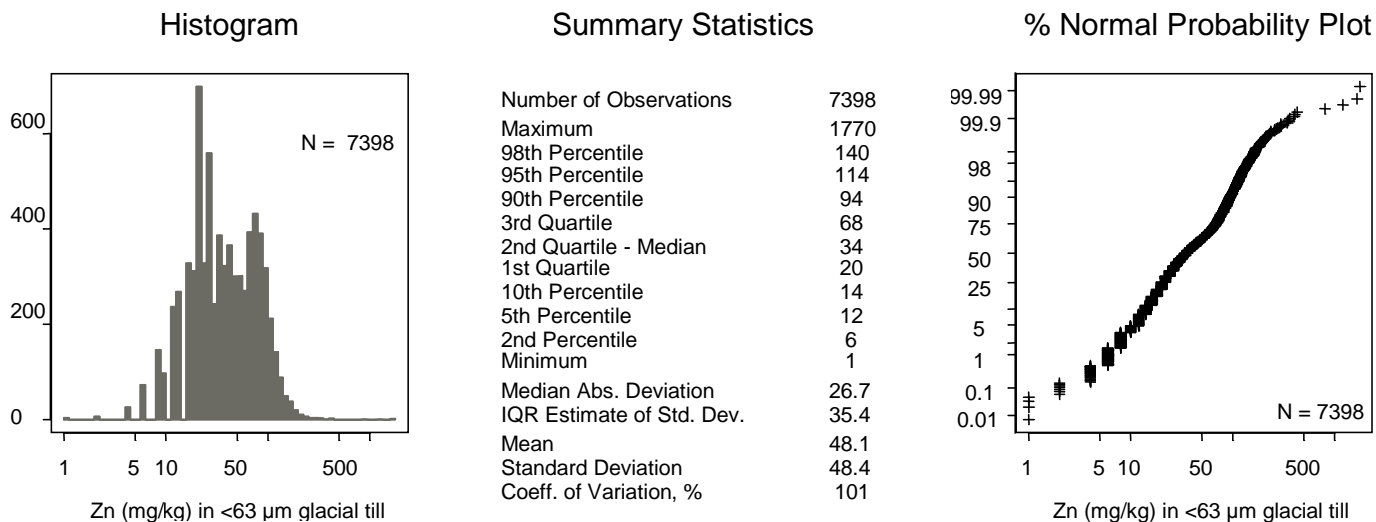 Histogram
600
400
200
0
N = 7398
1 5 10 50 500
Zn (mg/kg) in <63 µm glacial till
Summary Statistics
Number of Observations 7398
Maximum 1770
98th Percentile 140
95th Percentile 114
90th Percentile 94
3rd Quartile 68
2nd Quartile - Median 34
1st Quartile 20
10th Percentile 14
5th Percentile 12
2nd Percentile 6
Minimum 1
Median Abs. Deviation 26.7
IQR Estimate of Std. Dev. 35.4
Mean 48.1
Standard Deviation 48.4
Coeff. of Variation, % 101
% Normal Probability Plot
99.99
99.9
98
90
75
50
25
5
1
0.1
0.01
N = 7398
1 5 10 50 500
Zn (mg/kg) in <63 µm glacial till